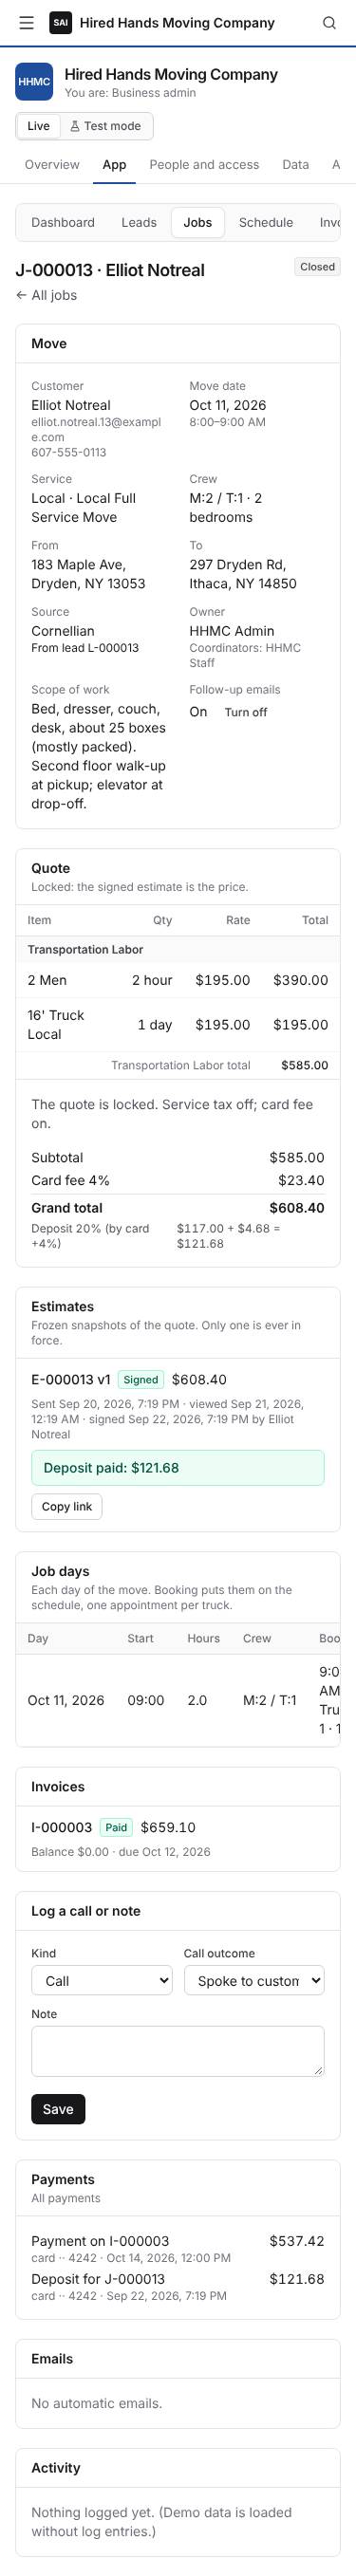 SAI Hired Hands Moving Company
HHMC
Hired Hands Moving Company
You are: Business admin
Live Test mode
Overview App People and access Data A
Dashboard Leads Jobs Schedule Invo
J-000013 · Elliot Notreal Closed
← All jobs
Move
Customer
Elliot Notreal
elliot.notreal.13@exampl
e.com
607-555-0113
Move date
Oct 11, 2026
8:00–9:00 AM
Service
Local · Local Full
Service Move
Crew
M:2 / T:1 · 2
bedrooms
From
183 Maple Ave,
Dryden, NY 13053
To
297 Dryden Rd,
Ithaca, NY 14850
Source
Cornellian
From lead L-000013
Owner
HHMC Admin
Coordinators: HHMC
Staff
Scope of work
Bed, dresser, couch,
desk, about 25 boxes
(mostly packed).
Second floor walk-up
at pickup; elevator at
drop-off.
Follow-up emails
On Turn off
Quote
Locked: the signed estimate is the price.
Item Qty Rate Total
Transportation Labor
2 Men 2 hour $195.00 $390.00
16' Truck
Local 1 day $195.00 $195.00
Transportation Labor total $585.00
The quote is locked. Service tax off; card fee
on.
Subtotal $585.00
Card fee 4% $23.40
Grand total $608.40
Deposit 20% (by card
+4%)
$117.00 + $4.68 =
$121.68
Estimates
Frozen snapshots of the quote. Only one is ever in
force.
E-000013 v1 Signed $608.40
Sent Sep 20, 2026, 7:19 PM · viewed Sep 21, 2026,
12:19 AM · signed Sep 22, 2026, 7:19 PM by Elliot
Notreal
Deposit paid: $121.68
Copy link
Job days
Each day of the move. Booking puts them on the
schedule, one appointment per truck.
Day Start Hours Crew Boo
Oct 11, 2026 09:00 2.0 M:2 / T:1
9:0
AM
Tru
1 · 1
Invoices
I-000003 Paid $659.10
Balance $0.00 · due Oct 12, 2026
Log a call or note
Kind Call outcome
Call Spoke to custom
Note
Save
Payments
All payments
Payment on I-000003 $537.42
card ·· 4242 · Oct 14, 2026, 12:00 PM
Deposit for J-000013 $121.68
card ·· 4242 · Sep 22, 2026, 7:19 PM
Emails
No automatic emails.
Activity
Nothing logged yet. (Demo data is loaded
without log entries.)